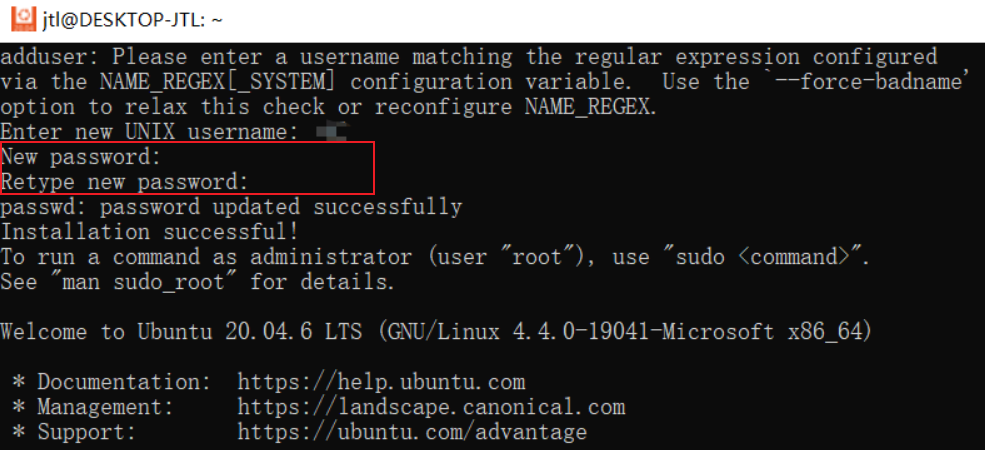 jtl@DESKTOP-JTL: ~
adduser: Please enter a username matching the regular expression configured
via the NAME_REGEX[_SYSTEM] configuration variable.  Use the `--force-badname'
option to relax this check or reconfigure NAME_REGEX.
Enter new UNIX username:
New password:
Retype new password:
passwd: password updated successfully
Installation successful!
To run a command as administrator (user "root"), use "sudo <command>".
See "man sudo_root" for details.
Welcome to Ubuntu 20.04.6 LTS (GNU/Linux 4.4.0-19041-Microsoft x86_64)
* Documentation:  https://help.ubuntu.com
* Management:     https://landscape.canonical.com
* Support:        https://ubuntu.com/advantage